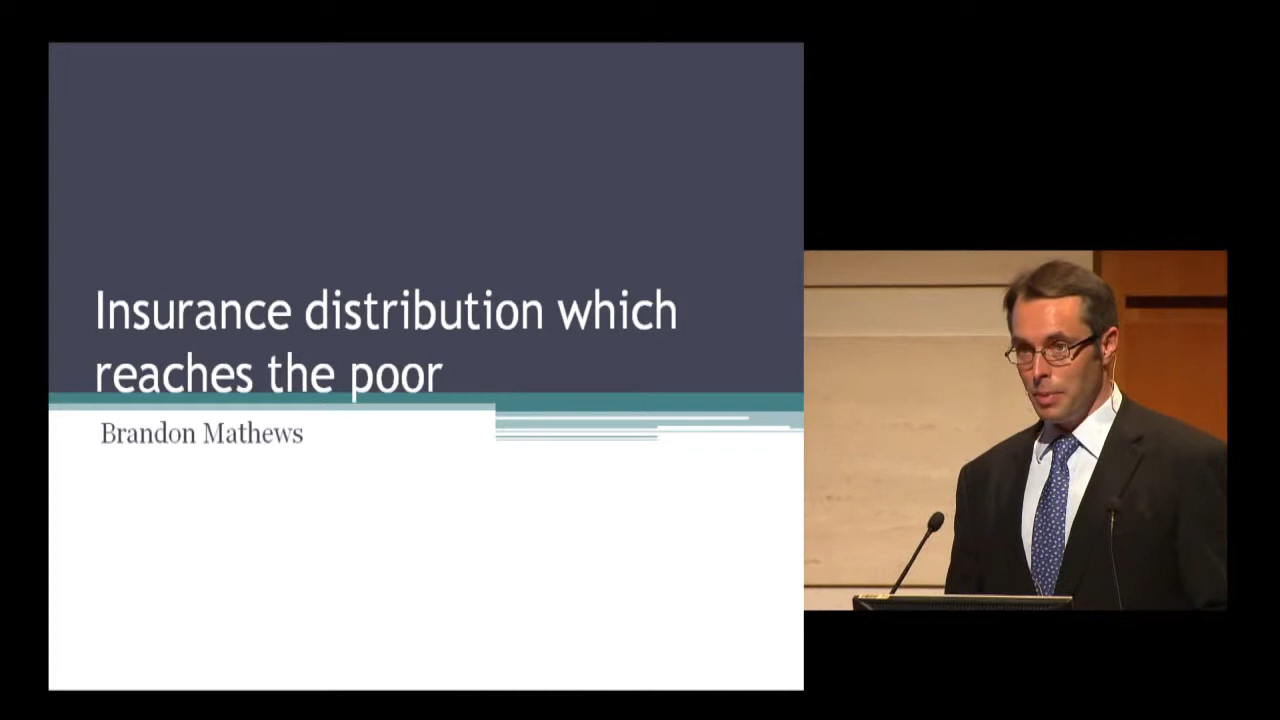 Insurance distribution which
reaches the poor
Brandon Mathews